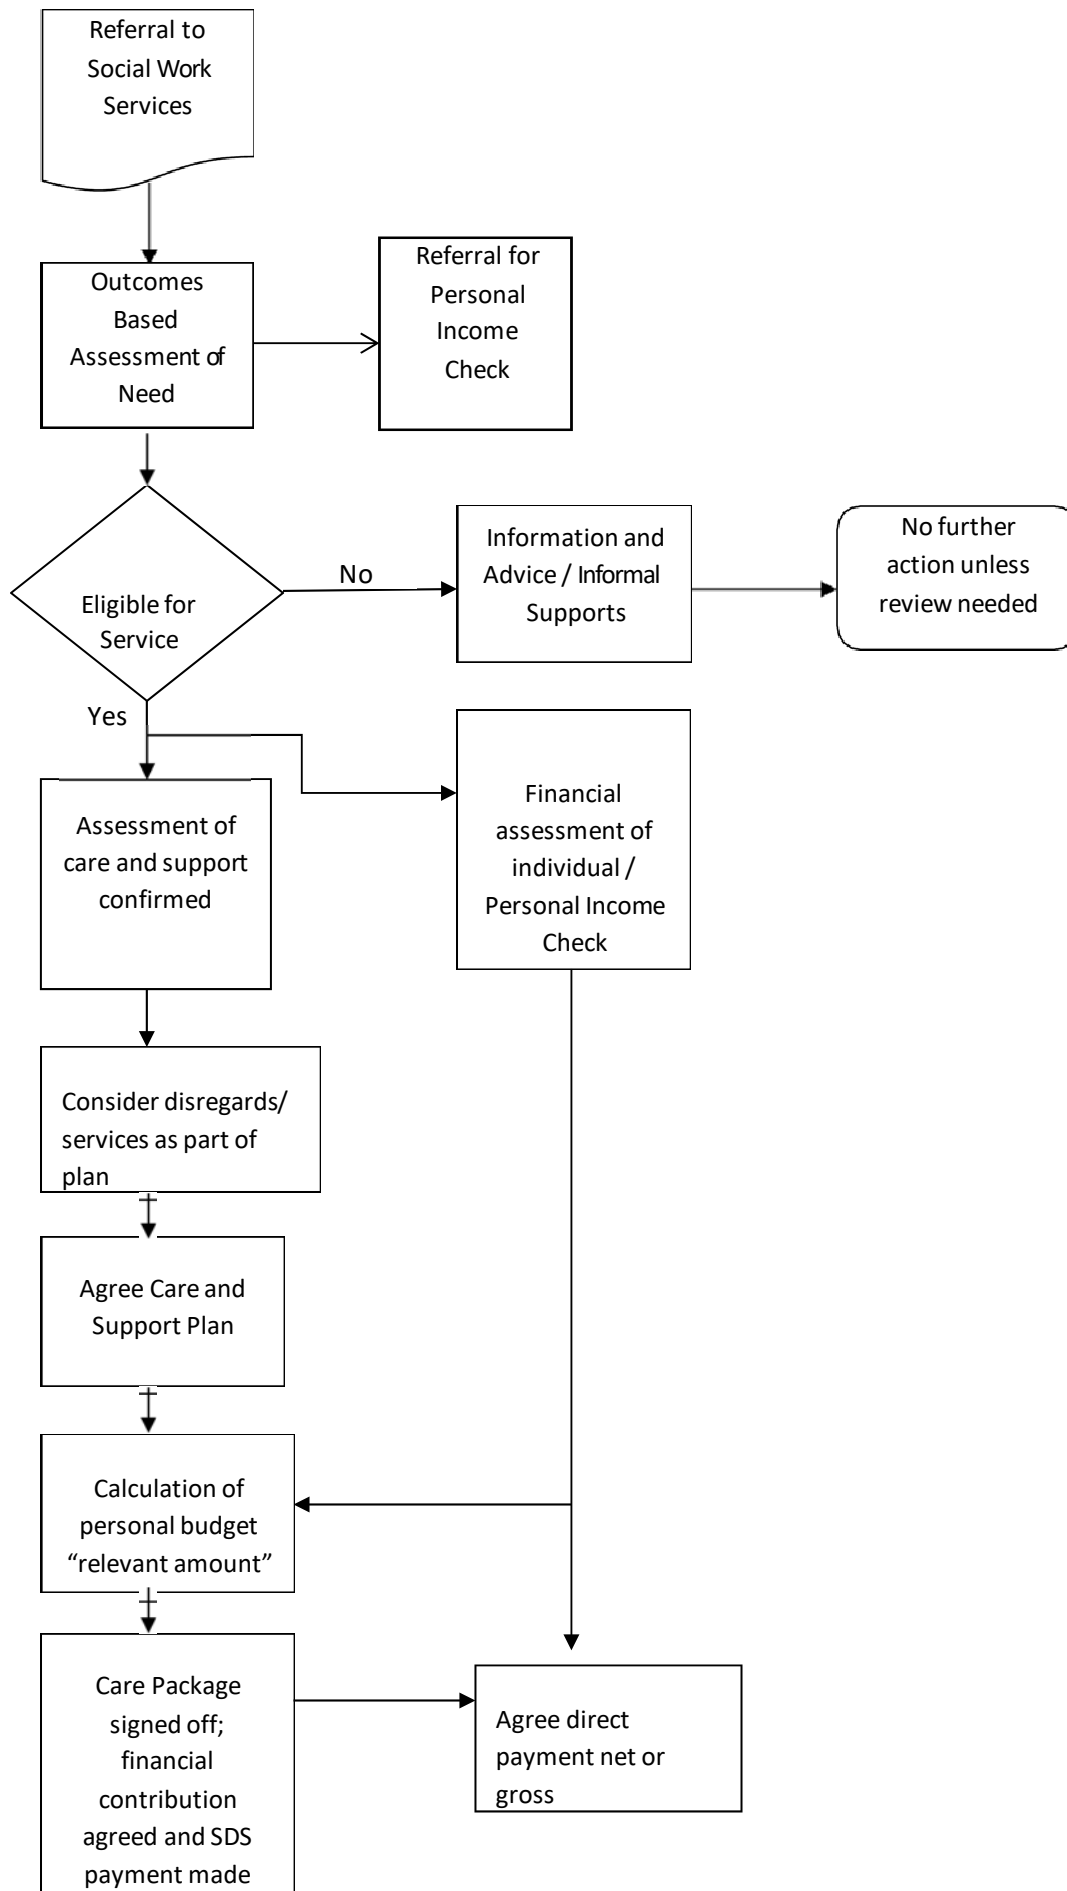 Referral to
Social Work
Services
Outcomes
Based
Assessment of
Need
Referral for
Personal
Income
Check
Eligible for
Service
No
Information and
Advice / Informal
Supports
No further
action unless
review needed
Yes
Assessment of
care and support
confirmed
Financial
assessment of
individual /
Personal Income
Check
Consider disregards/
services as part of
plan
Agree Care and
Support Plan
Calculation of
personal budget
“relevant amount”
Care Package
signed off;
financial
contribution
agreed and SDS
payment made
Agree direct
payment net or
gross